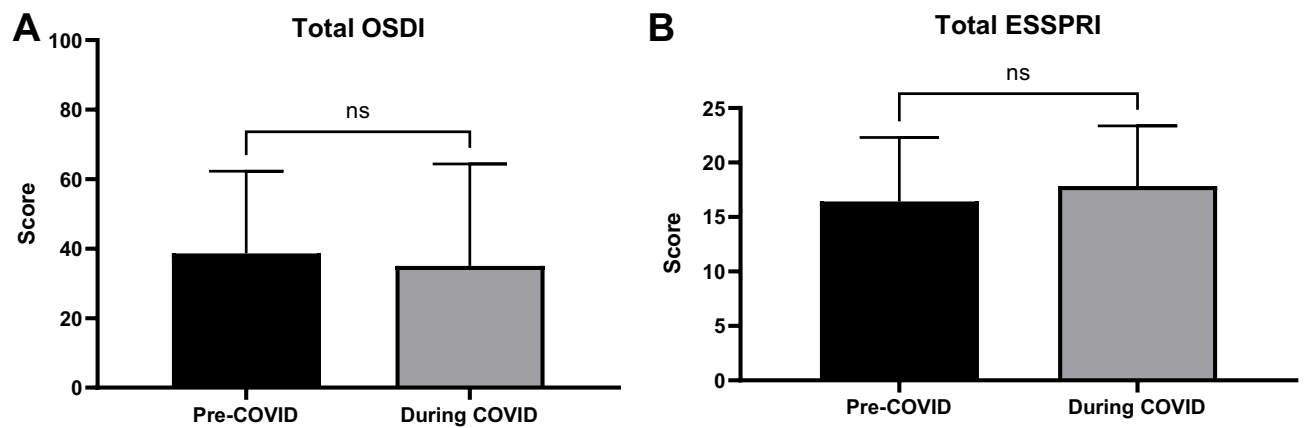 A
Total OSDI
100
80
60
40
20
0
Score
ns
Pre-COVID
During COVID
B
Total ESSPRI
25
20
15
10
5
0
Score
ns
Pre-COVID
During COVID